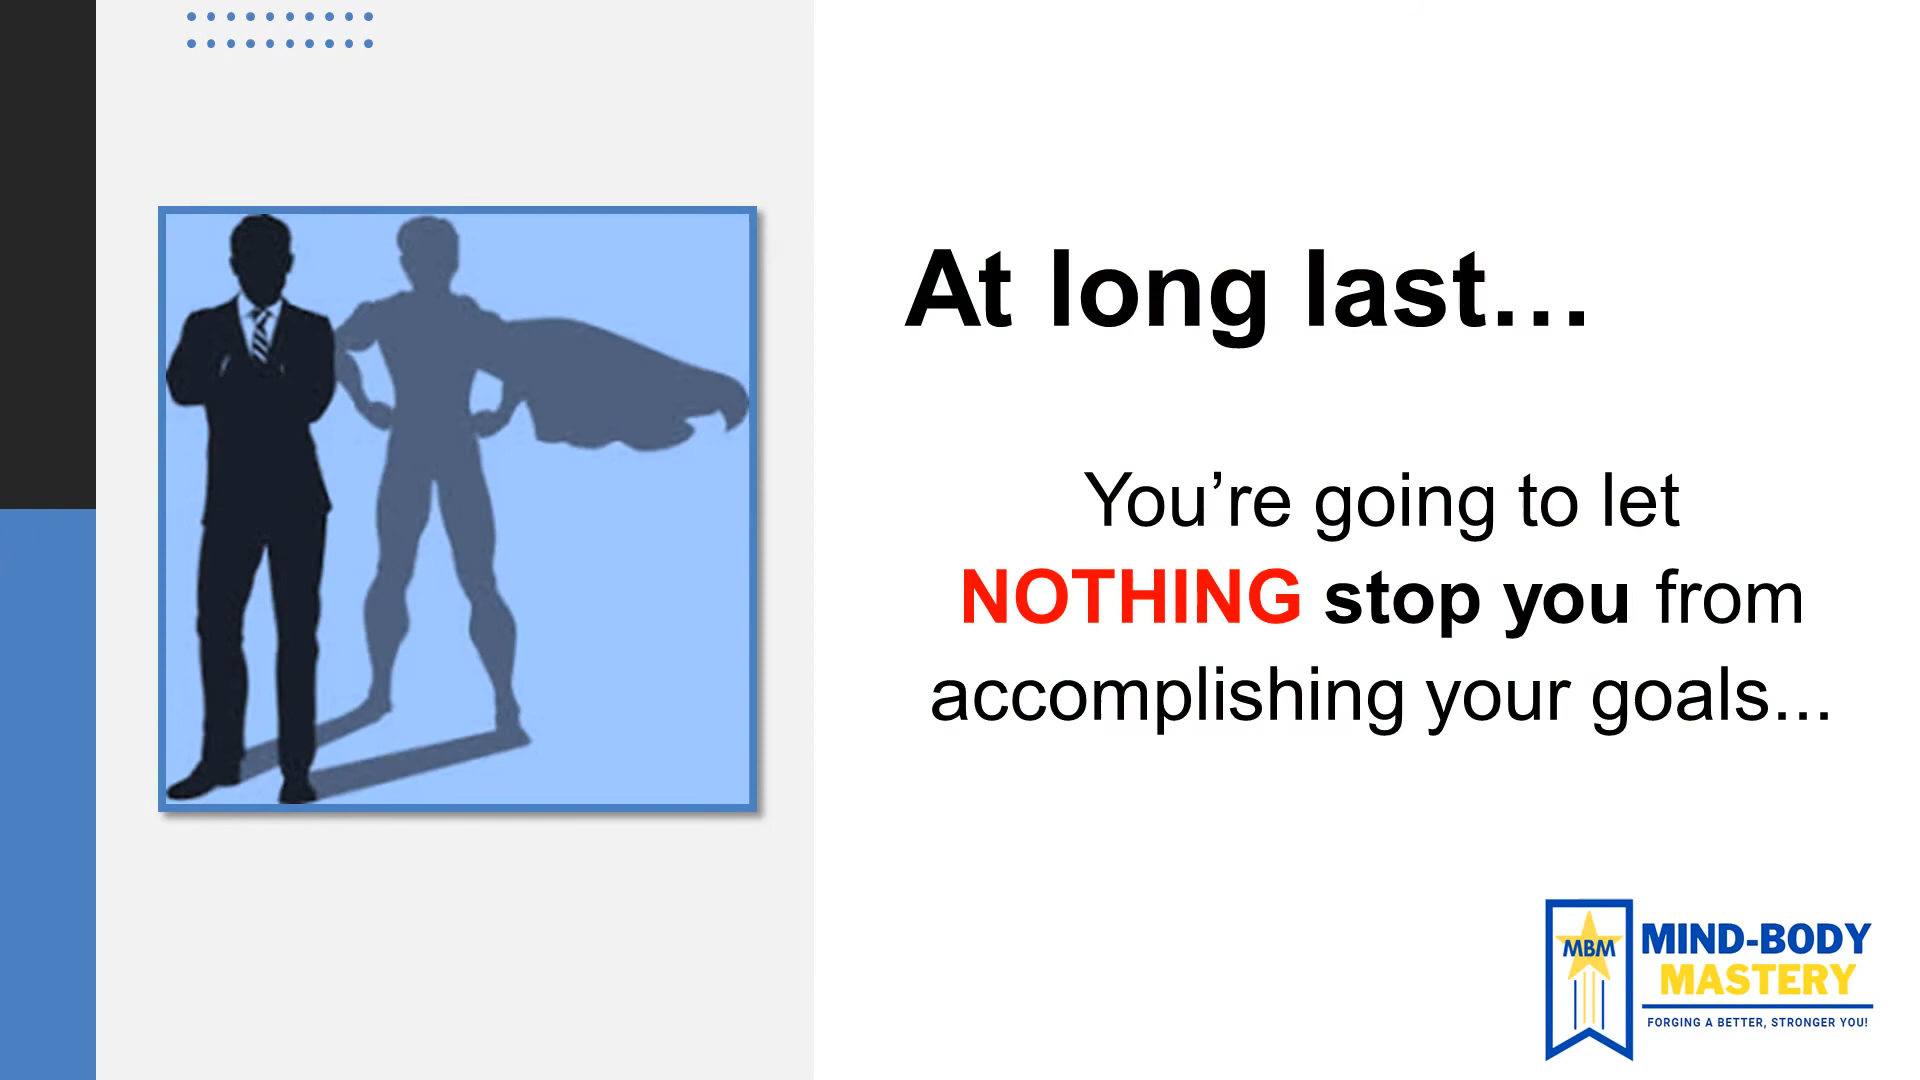 At long last…
You’re going to let
NOTHING stop you from
accomplishing your goals...
MBM
MIND-BODY
MASTERY
FORGING A BETTER, STRONGER YOU!